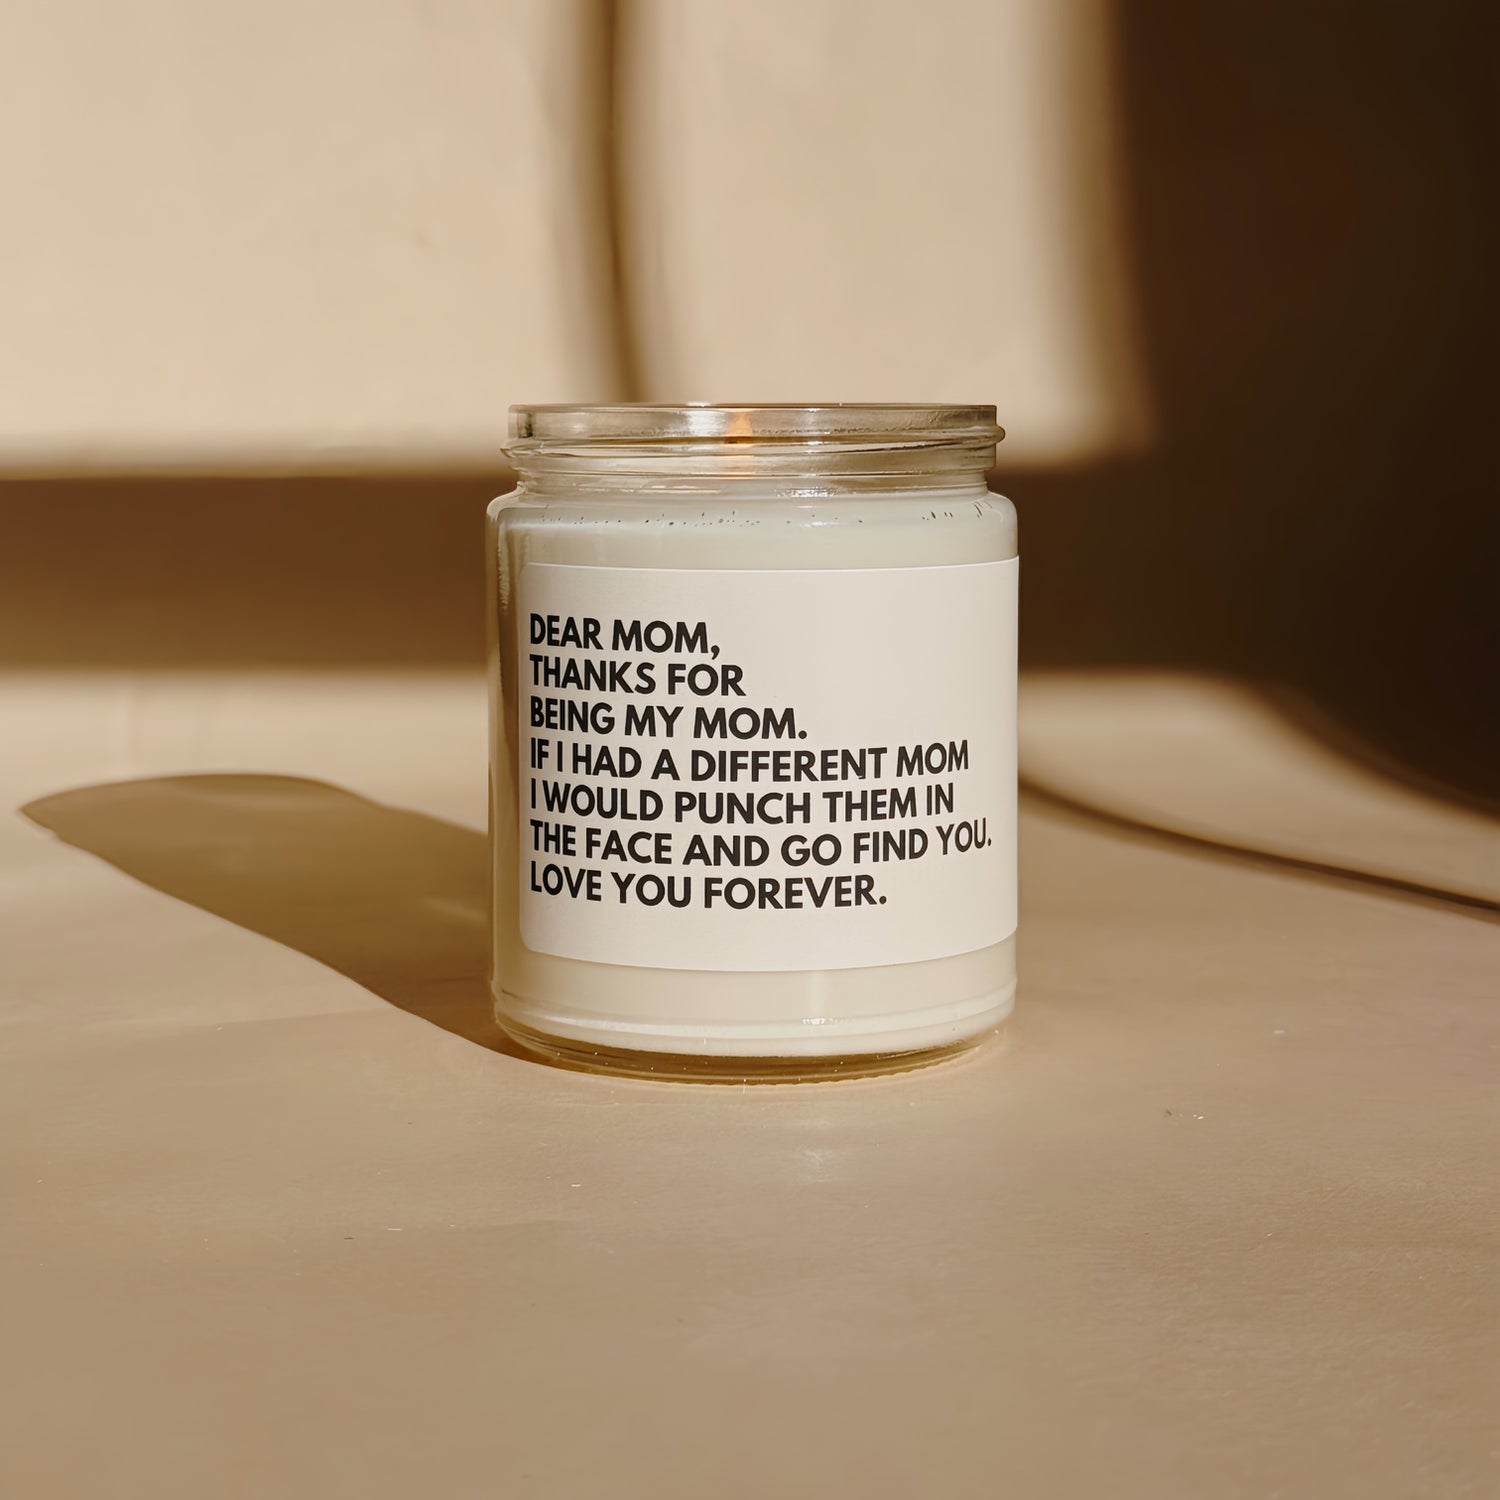 DEAR MOM,
THANKS FOR
BEING MY MOM.
IF I HAD A DIFFERENT MOM
I WOULD PUNCH THEM IN
THE FACE AND GO FIND YOU.
LOVE YOU FOREVER.